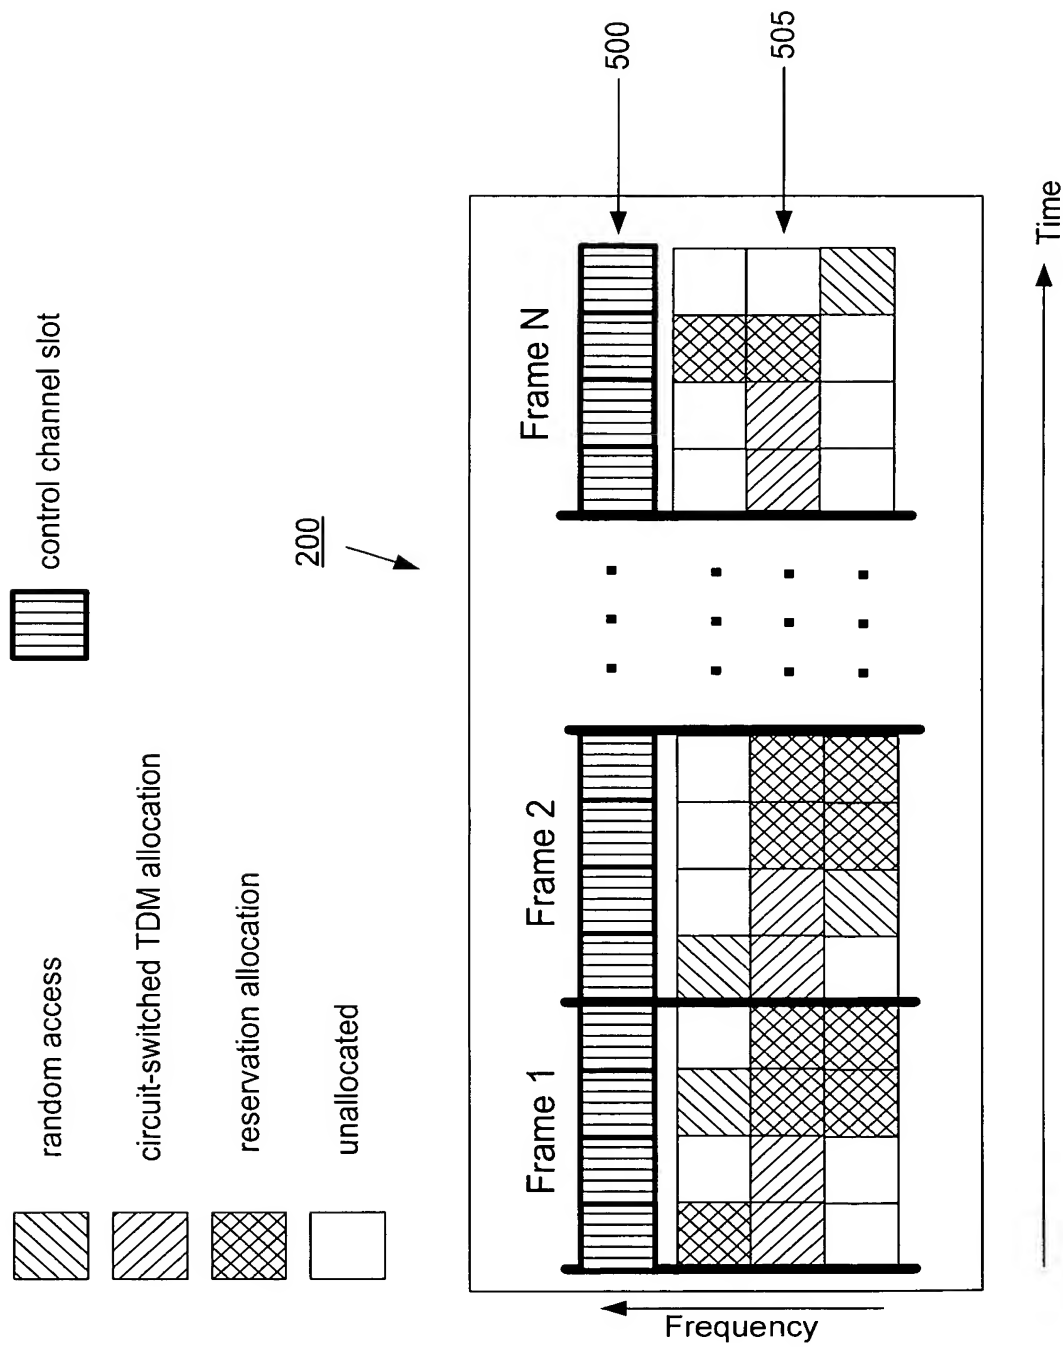 random access
circuit-switched TDM allocation
reservation allocation
unallocated
control channel slot
200
Frame 1
Frame 2
Frame N
500
505
Frequency
Time